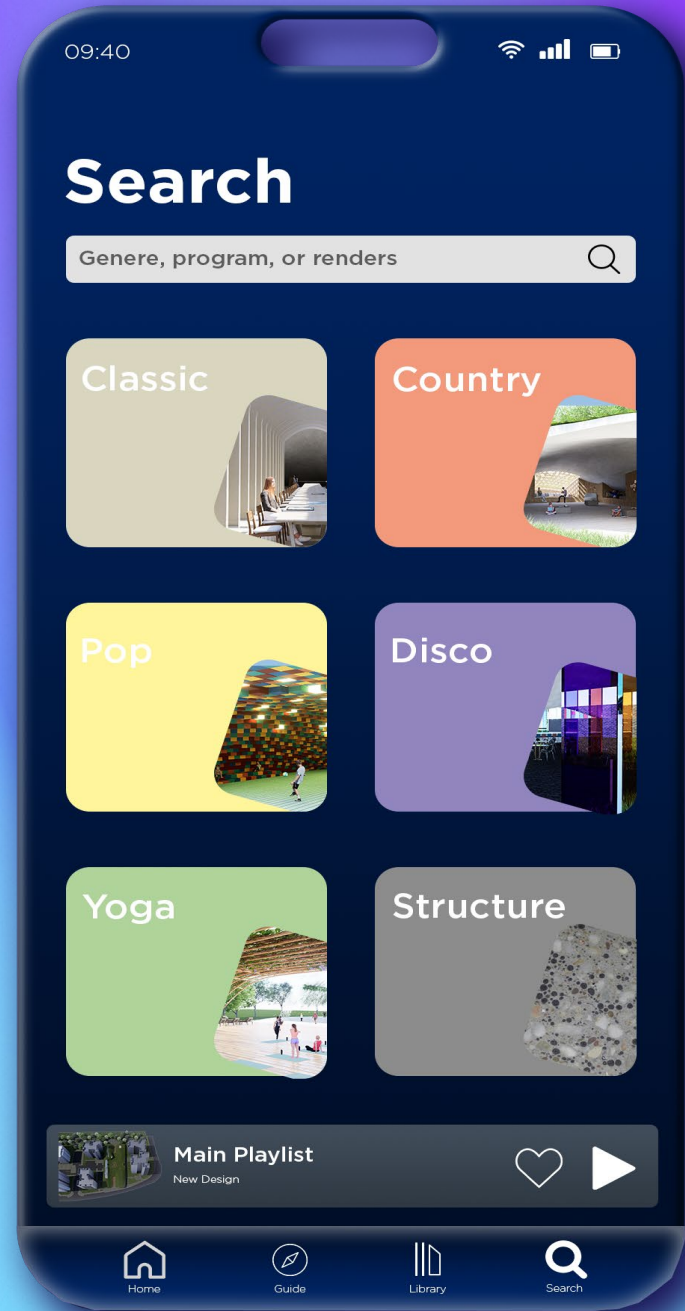 09:40
Search
Genere, program, or renders
Classic
Country
Pop
Disco
Yoga
Structure
Main Playlist
New Design
Home
Guide
Library
Search